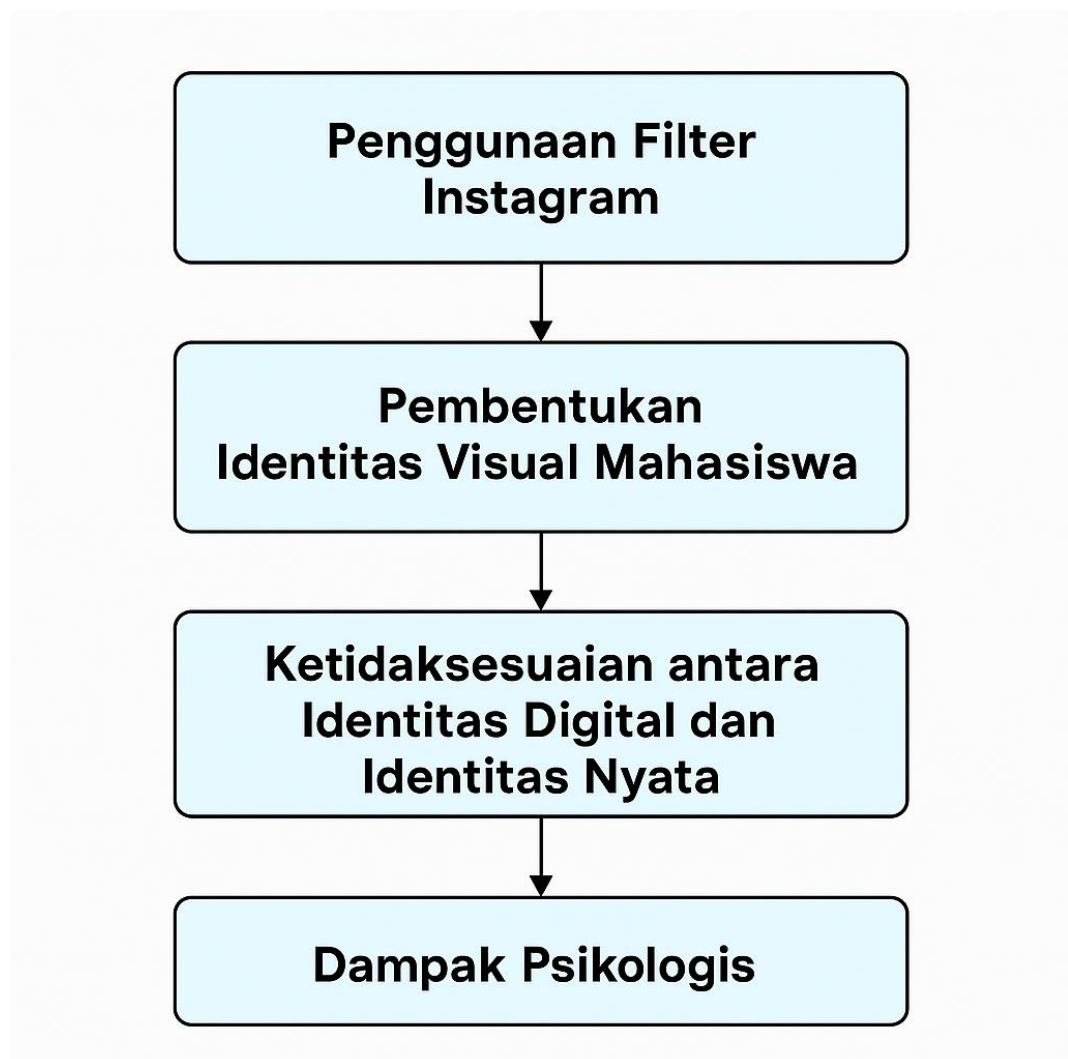 Penggunaan Filter
Instagram
Pembentukan
Identitas Visual Mahasiswa
Ketidaksesuaian antara
Identitas Digital dan
Identitas Nyata
Dampak Psikologis